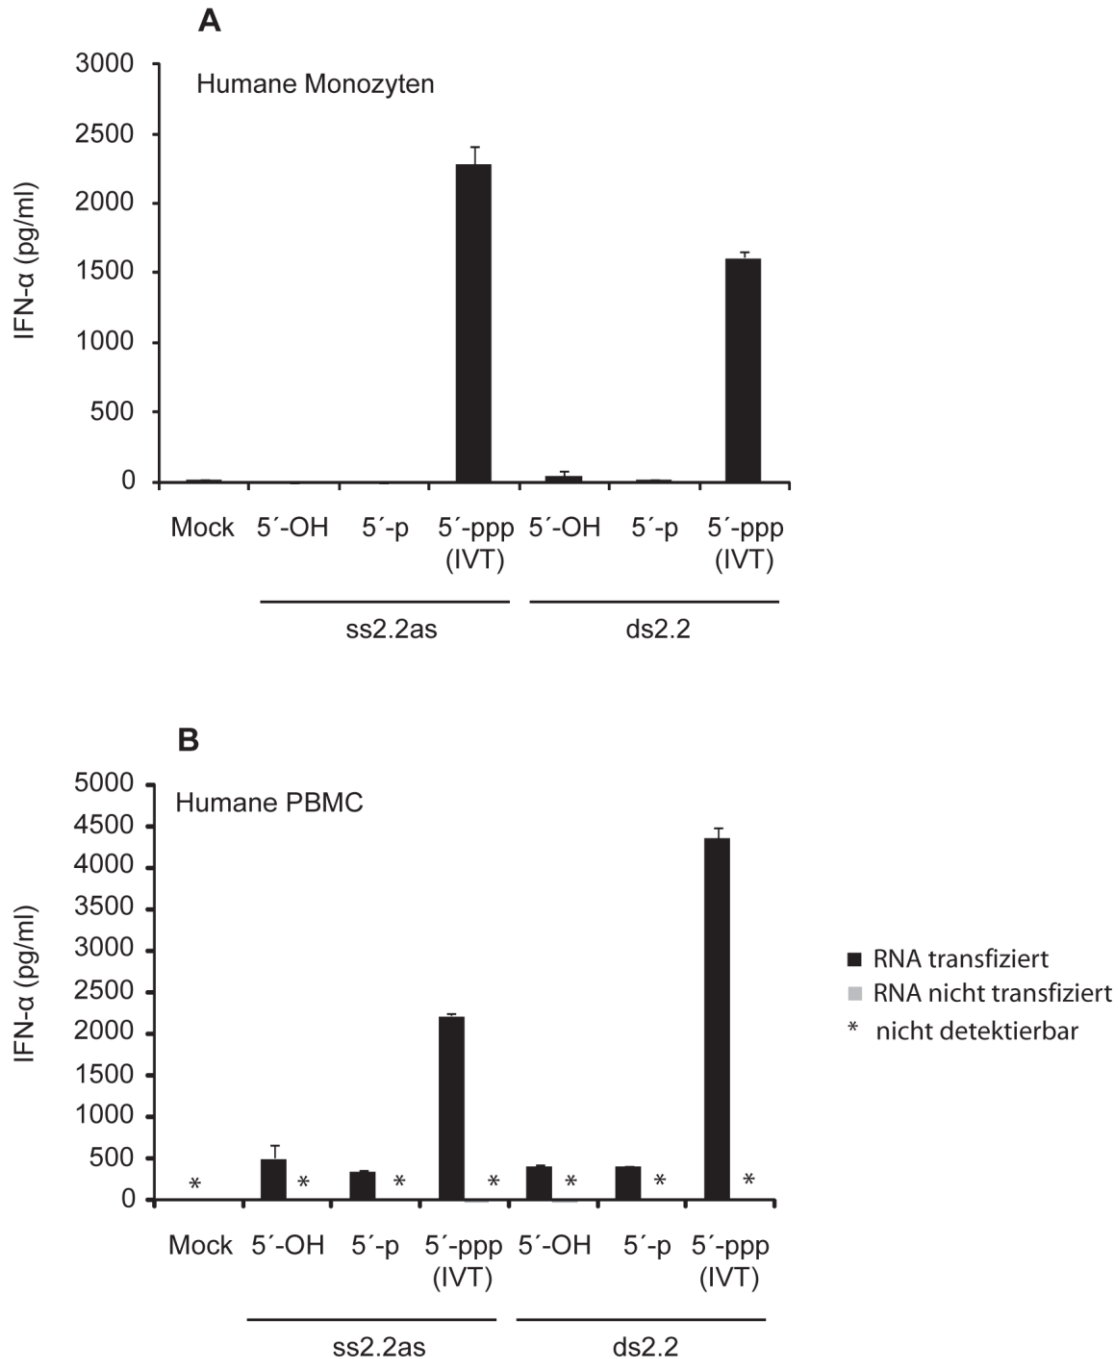 A
Humane Monozyten
IFN-α (pg/ml)
3000
2500
2000
1500
1000
500
0
Mock 5´-OH 5´-p 5´-ppp 5´-OH 5´-p 5´-ppp
(IVT) (IVT)
ss2.2as ds2.2
B
Humane PBMC
IFN-α (pg/ml)
5000
4500
4000
3500
3000
2500
2000
1500
1000
500
0
* * * * * * *
Mock 5´-OH 5´-p 5´-ppp 5´-OH 5´-p 5´-ppp
(IVT) (IVT)
ss2.2as ds2.2
RNA transfiziert
RNA nicht transfiziert
* nicht detektierbar